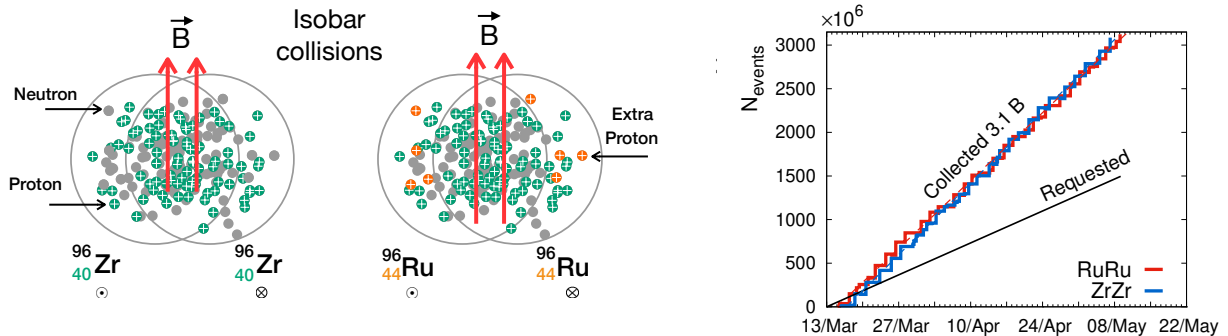 Isobar
collisions
B
B
Neutron
Proton
Extra
Proton
96
40 Zr
96
40 Zr
96
44 Ru
96
44 Ru
×10⁶
N events
3000
2500
2000
1500
1000
500
0
Collected 3.1 B
Requested
RuRu
ZrZr
13/Mar 27/Mar 10/Apr 24/Apr 08/May 22/May